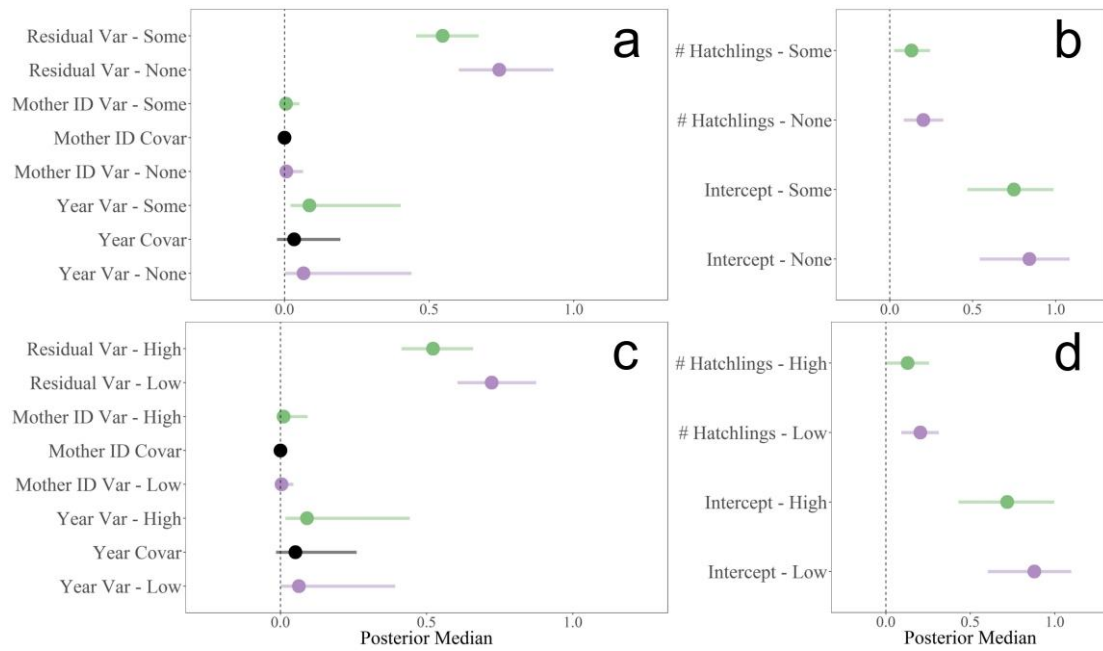 a
Residual Var - Some
Residual Var - None
Mother ID Var - Some
Mother ID Covar
Mother ID Var - None
Year Var - Some
Year Covar
Year Var - None
0.0 0.5 1.0
b
# Hatchlings - Some
# Hatchlings - None
Intercept - Some
Intercept - None
0.0 0.5 1.0
c
Residual Var - High
Residual Var - Low
Mother ID Var - High
Mother ID Covar
Mother ID Var - Low
Year Var - High
Year Covar
Year Var - Low
0.0 0.5 1.0
Posterior Median
d
# Hatchlings - High
# Hatchlings - Low
Intercept - High
Intercept - Low
0.0 0.5 1.0
Posterior Median